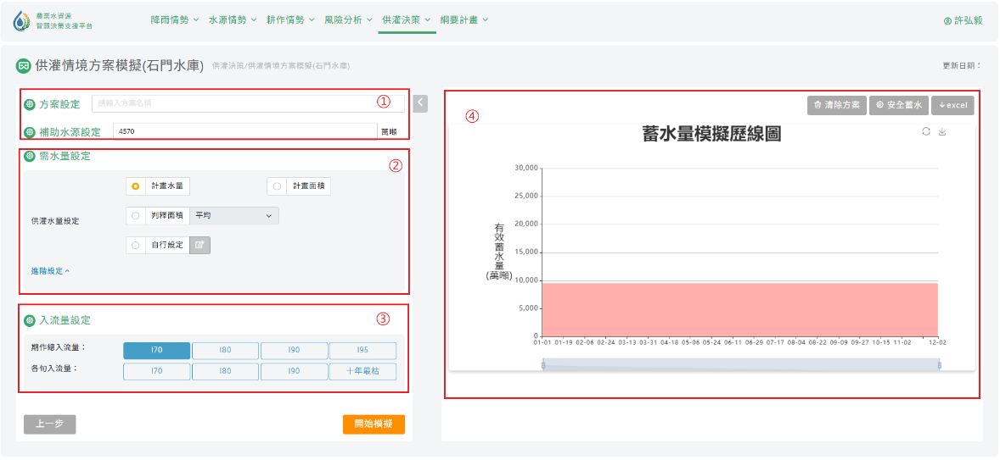 農業水資源
智慧決策支援平台
降雨情勢 水源情勢 耕作情勢 風險分析 供灌決策 綱要計畫
許弘毅
供灌情境方案模擬(石門水庫) 供灌決策/供灌情境方案模擬(石門水庫)
更新日期：
方案設定 請輸入方案名稱 ①
補助水源設定 4570 萬噸
需水量設定 ②
計畫水量 計畫面積
供灌水量設定 判釋面積 平均
自行設定
進階設定
入流量設定 ③
期作總入流量： I70 I80 I90 I95
各旬入流量： I70 I80 I90 十年最枯
上一步 開始模擬
④ 清除方案 安全蓄水 excel
蓄水量模擬歷線圖
有效蓄水量(萬噸)
30,000
25,000
20,000
15,000
10,000
5,000
0
01-01 01-19 02-06 02-24 03-13 03-31 04-18 05-06 05-24 06-11 06-29 07-17 08-04 08-22 09-09 09-27 10-15 11-02 12-02